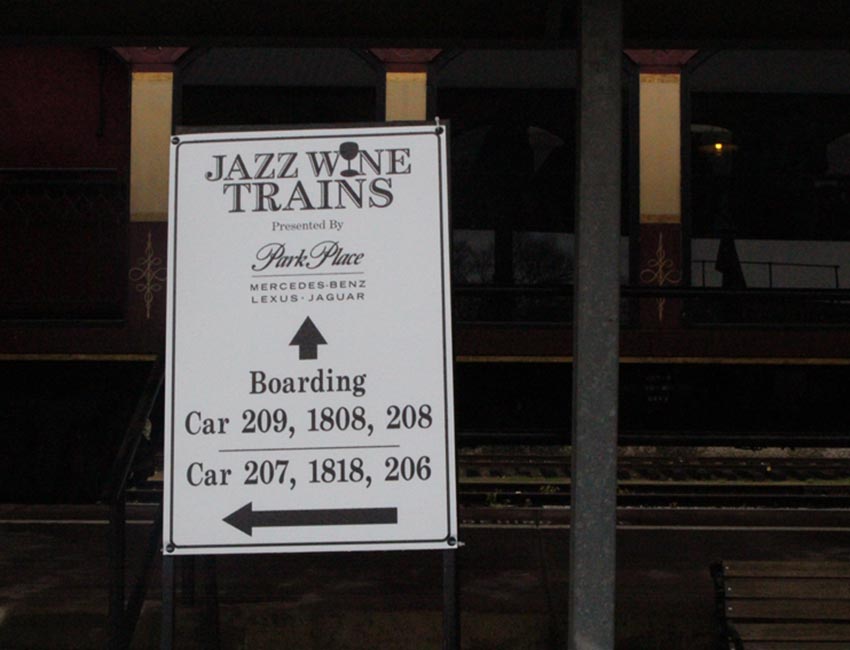 JAZZ WINE
TRAINS
Presented By
Park Place
MERCEDES-BENZ
LEXUS · JAGUAR
Boarding
Car 209, 1808, 208
Car 207, 1818, 206